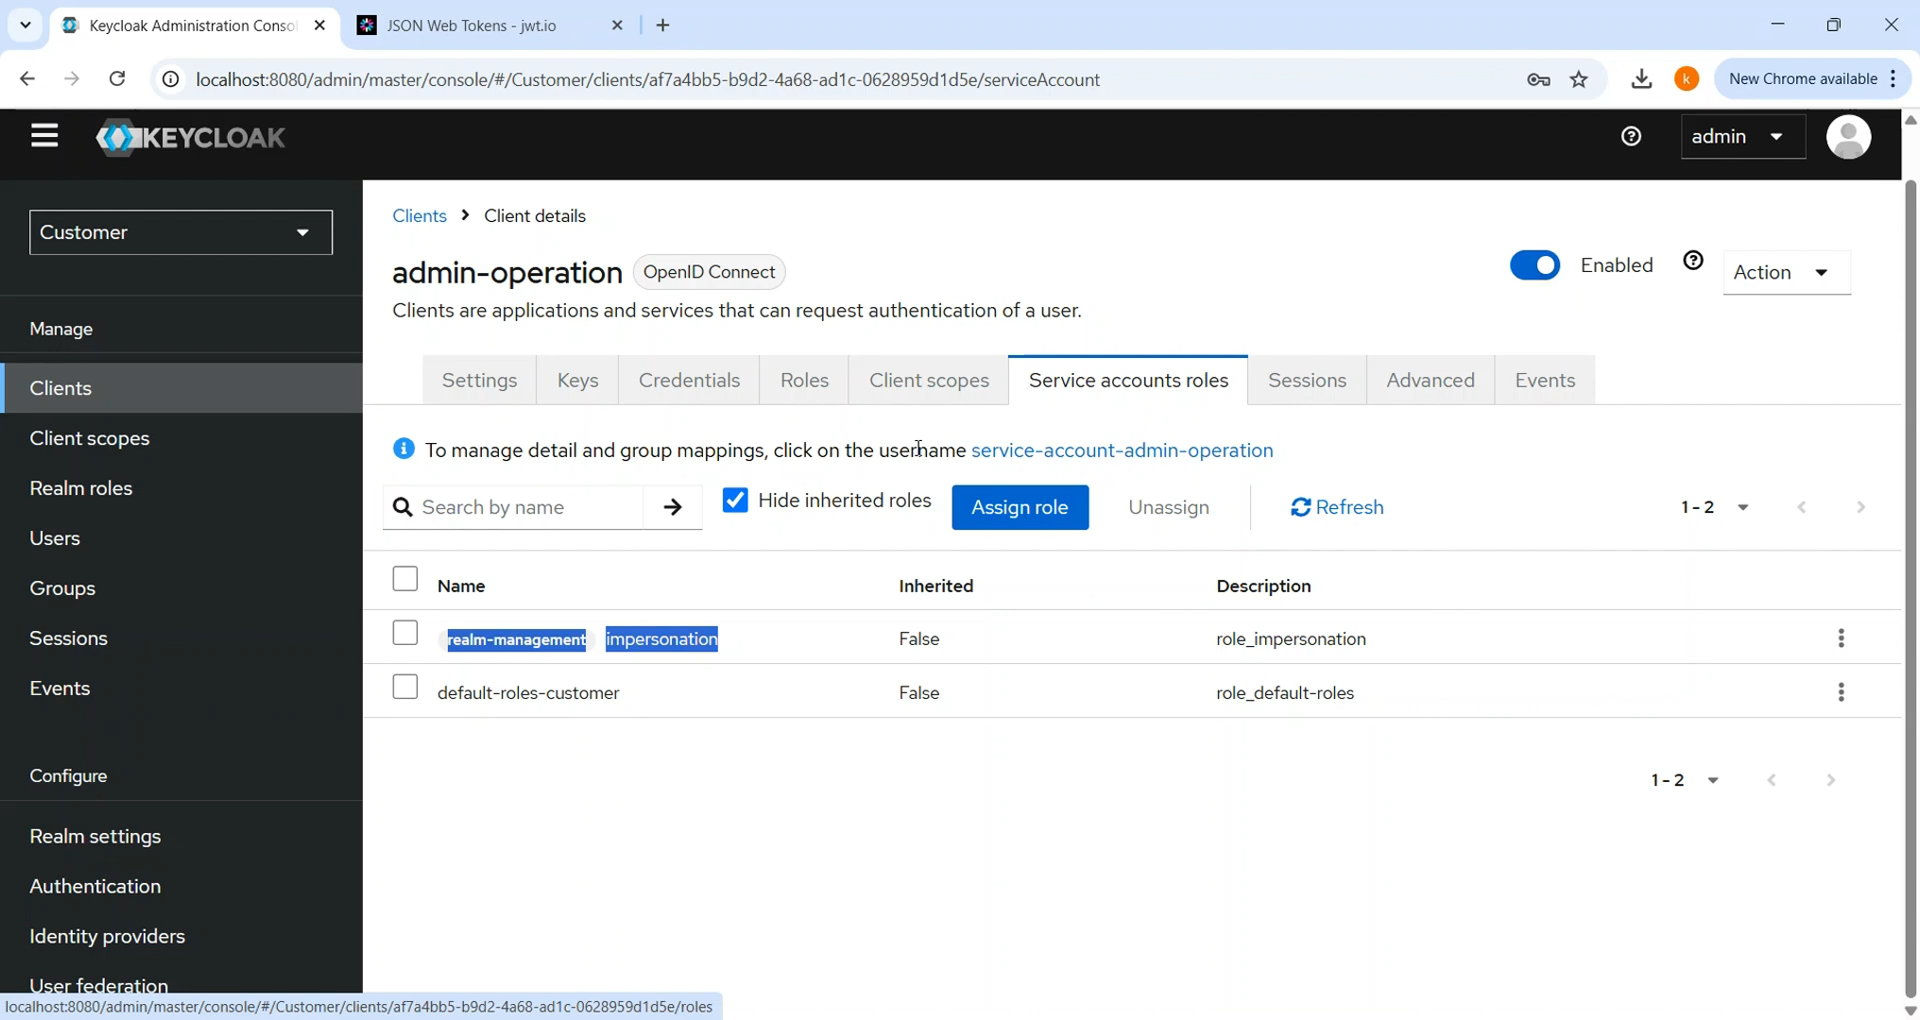 Keycloak Administration Conso
JSON Web Tokens - jwt.io
localhost:8080/admin/master/console/#/Customer/clients/af7a4bb5-b9d2-4a68-ad1c-0628959d1d5e/serviceAccount
k
New Chrome available
KEYCLOAK
admin
Customer
Manage
Clients
Client scopes
Realm roles
Users
Groups
Sessions
Events
Configure
Realm settings
Authentication
Identity providers
User federation
Clients > Client details
admin-operation OpenID Connect
Enabled
Action
Clients are applications and services that can request authentication of a user.
Settings Keys Credentials Roles Client scopes Service accounts roles Sessions Advanced Events
To manage detail and group mappings, click on the username service-account-admin-operation
Search by name Hide inherited roles Assign role Unassign Refresh 1 - 2
Name Inherited Description
realm-management impersonation False role_impersonation
default-roles-customer False role_default-roles
1 - 2
localhost:8080/admin/master/console/#/Customer/clients/af7a4bb5-b9d2-4a68-ad1c-0628959d1d5e/roles